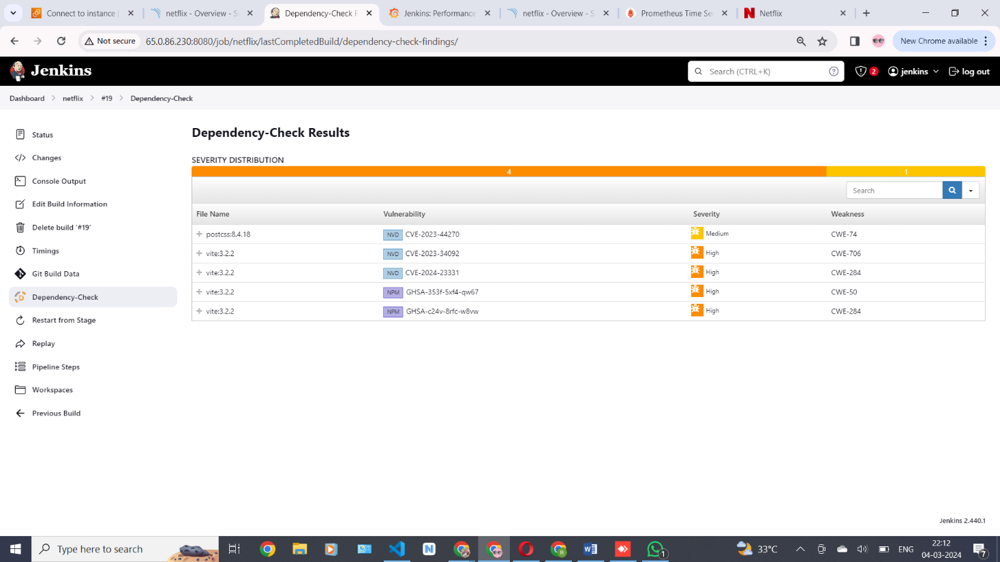 Connect to instance |
netflix - Overview - S
Dependency-Check R
Jenkins: Performance
netflix - Overview - S
Prometheus Time Se
Netflix
Not secure
65.0.86.230:8080/job/netflix/lastCompletedBuild/dependency-check-findings/
New Chrome available
Jenkins
Search (CTRL+K)
2
jenkins
log out
Dashboard
netflix
#19
Dependency-Check
Status
Changes
Console Output
Edit Build Information
Delete build '#19'
Timings
Git Build Data
Dependency-Check
Restart from Stage
Replay
Pipeline Steps
Workspaces
Previous Build
Dependency-Check Results
SEVERITY DISTRIBUTION
4 1
Search
File Name Vulnerability Severity Weakness
postcss:8.4.18 NVD CVE-2023-44270 Medium CWE-74
vite:3.2.2 NVD CVE-2023-34092 High CWE-706
vite:3.2.2 NVD CVE-2024-23331 High CWE-284
vite:3.2.2 NPM GHSA-353f-5xf4-qw67 High CWE-50
vite:3.2.2 NPM GHSA-c24v-8rfc-w8vw High CWE-284
Jenkins 2.440.1
Type here to search
1
33°C
ENG
22:12
04-03-2024
7